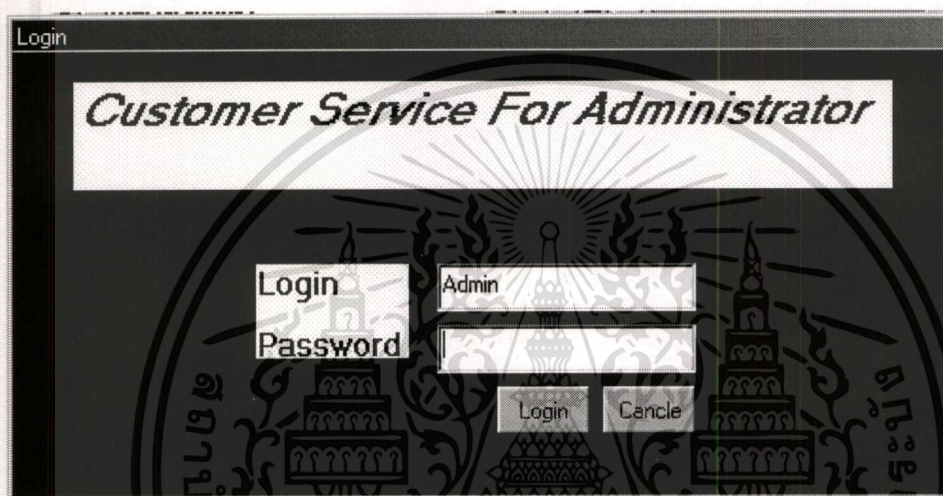 Login
Customer Service For Administrator
Login Admin
Password
Login Cancle